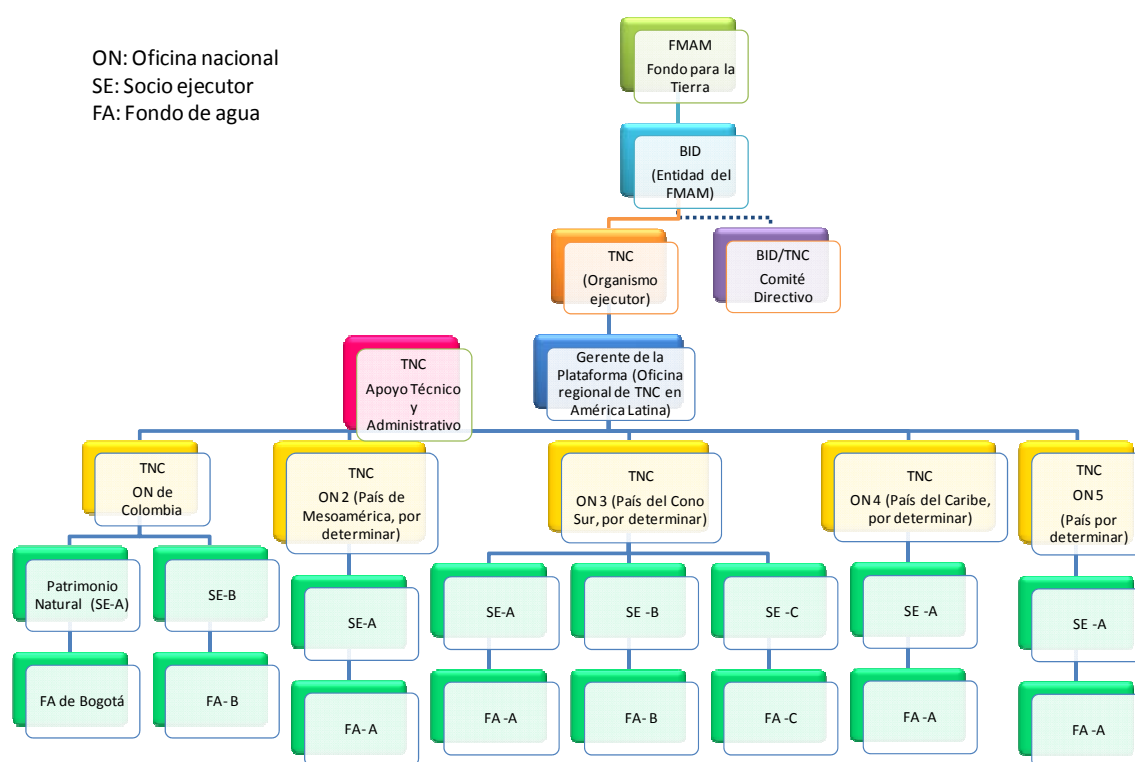 ON: Oficina nacional
SE: Socio ejecutor
FA: Fondo de agua
FMAM
Fondo para la
Tierra
BID
(Entidad del
FMAM)
TNC
(Organismo
ejecutor)
BID/TNC
Comité
Directivo
TNC
Apoyo Técnico
y
Administrativo
Gerente de la
Plataforma (Oficina
regional de TNC en
América Latina)
TNC
ON de
Colombia
TNC
ON 2 (País de
Mesoamérica, por
determinar)
TNC
ON 3 (País del Cono
Sur, por determinar)
TNC
ON 4 (País del Caribe,
por determinar)
TNC
ON 5
(País por
determinar)
Patrimonio
Natural (SE-A)
SE-B
SE-A
SE-A
SE -B
SE -C
SE -A
SE -A
FA de Bogotá
FA- B
FA- A
FA -A
FA- B
FA -C
FA -A
FA -A